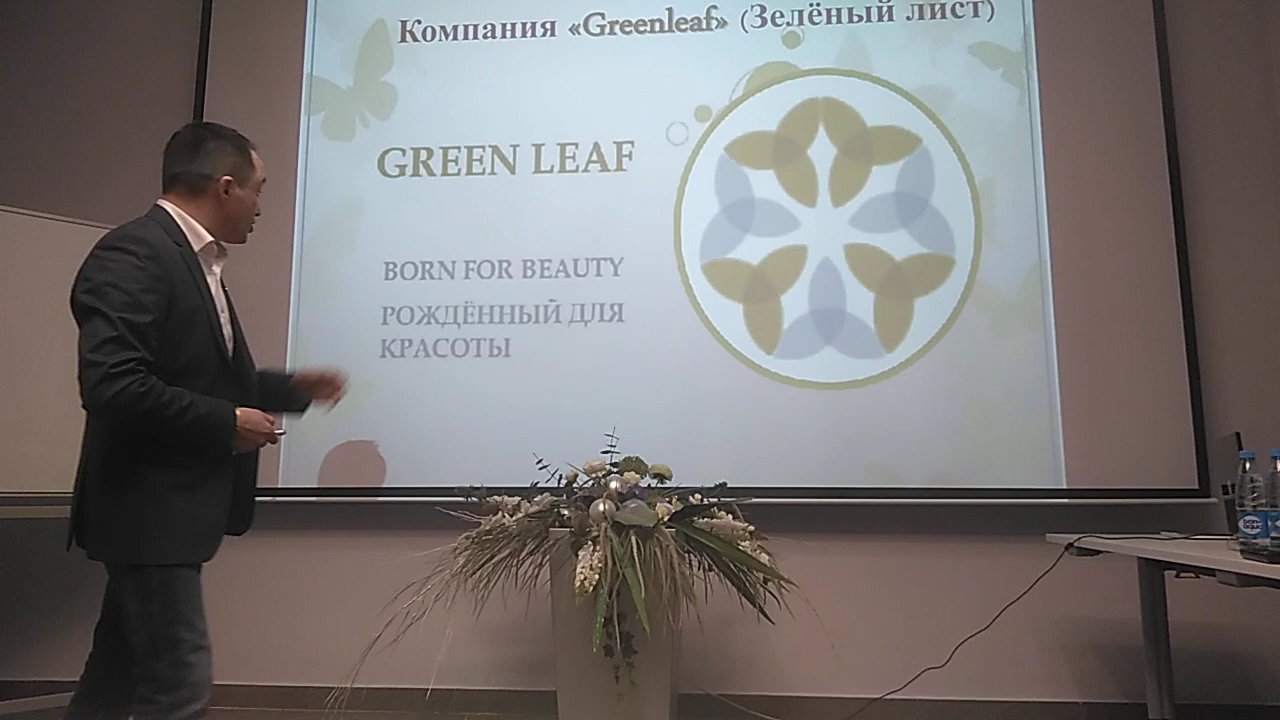 Компания «Greenleaf» (Зелёный лист)
GREEN LEAF
BORN FOR BEAUTY
РОЖДЁННЫЙ ДЛЯ
КРАСОТЫ